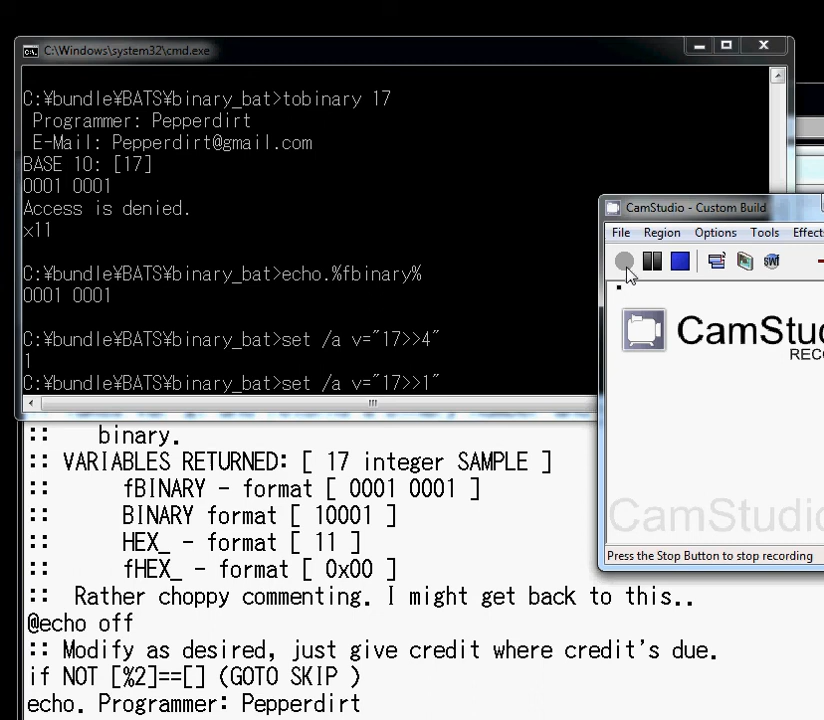 C:\Windows\system32\cmd.exe
C:¥bundle¥BATS¥binary_bat>tobinary 17
Programmer: Pepperdirt
E-Mail: Pepperdirt@gmail.com
BASE 10: [17]
0001 0001
Access is denied.
x11
C:¥bundle¥BATS¥binary_bat>echo.%fbinary%
0001 0001
C:¥bundle¥BATS¥binary_bat>set /a v="17>>4"
1
C:¥bundle¥BATS¥binary_bat>set /a v="17>>1"
CamStudio - Custom Build
File Region Options Tools Effects
swf
CamStud
REC
CamStudio
Press the Stop Button to stop recording
:: binary.
:: VARIABLES RETURNED: [ 17 integer SAMPLE ]
:: fBINARY - format [ 0001 0001 ]
:: BINARY format [ 10001 ]
:: HEX_ - format [ 11 ]
:: fHEX_ - format [ 0x00 ]
:: Rather choppy commenting. I might get back to this..
@echo off
:: Modify as desired, just give credit where credit's due.
if NOT [%2]==[] (GOTO SKIP )
echo. Programmer: Pepperdirt